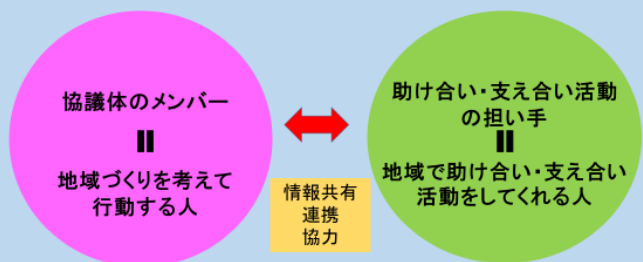 協議体のメンバー
＝
地域づくりを考えて
行動する人
情報共有
連携
協力
助け合い・支え合い活動
の担い手
＝
地域で助け合い・支え合い
活動をしてくれる人